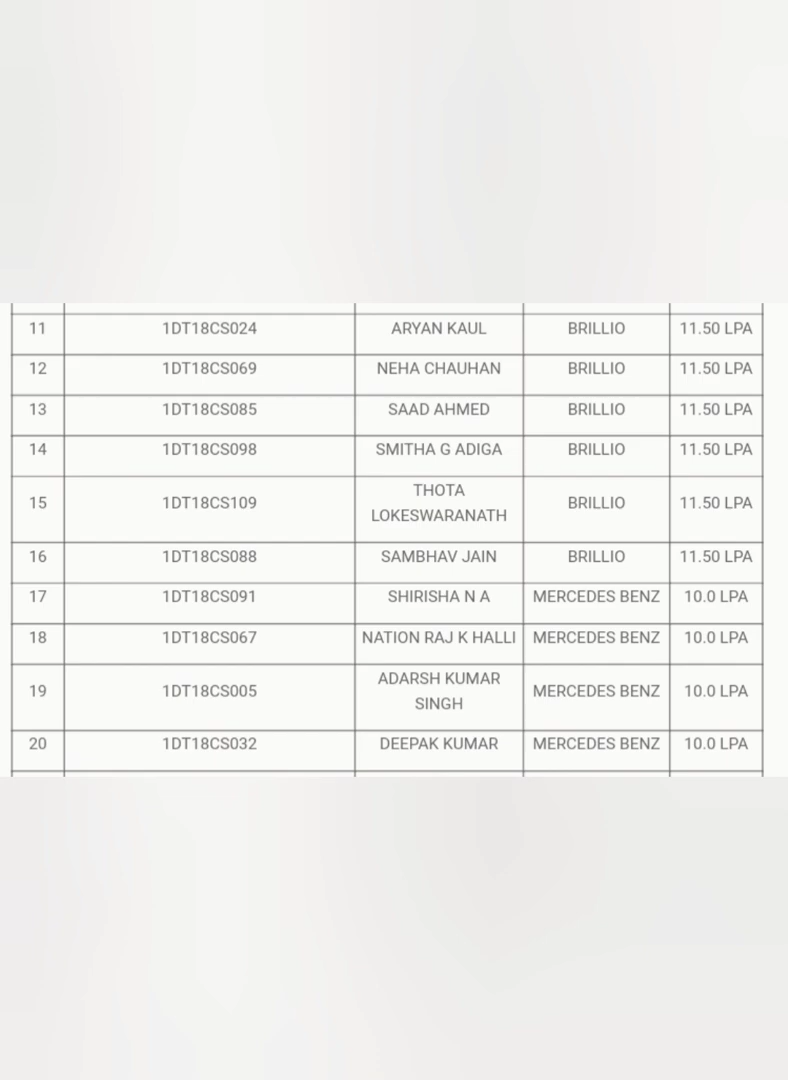 11 1DT18CS024 ARYAN KAUL BRILLIO 11.50 LPA
12 1DT18CS069 NEHA CHAUHAN BRILLIO 11.50 LPA
13 1DT18CS085 SAAD AHMED BRILLIO 11.50 LPA
14 1DT18CS098 SMITHA G ADIGA BRILLIO 11.50 LPA
THOTA
15 1DT18CS109 LOKESWARANATH BRILLIO 11.50 LPA
16 1DT18CS088 SAMBHAV JAIN BRILLIO 11.50 LPA
17 1DT18CS091 SHIRISHA N A MERCEDES BENZ 10.0 LPA
18 1DT18CS067 NATION RAJ K HALLI MERCEDES BENZ 10.0 LPA
ADARSH KUMAR
19 1DT18CS005 SINGH MERCEDES BENZ 10.0 LPA
20 1DT18CS032 DEEPAK KUMAR MERCEDES BENZ 10.0 LPA